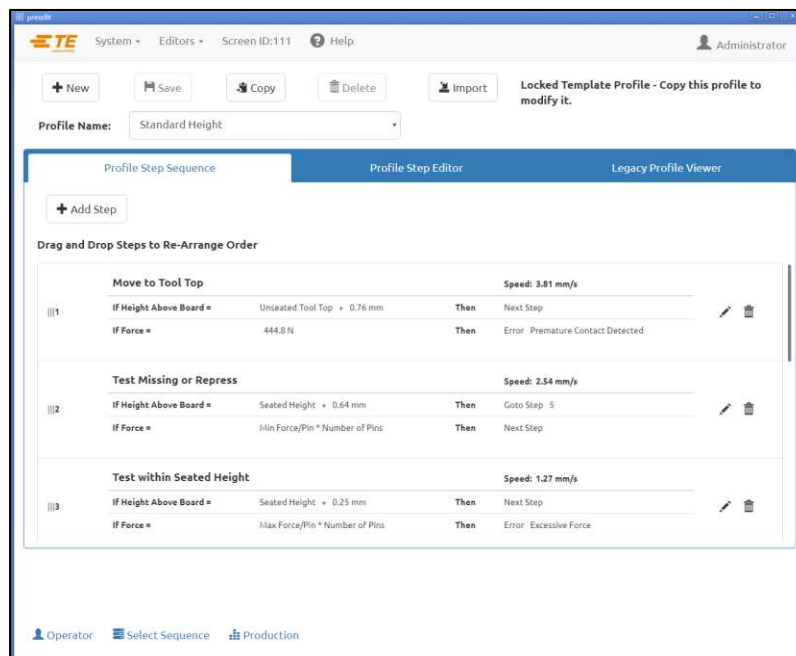 pressfit
TE System Editors Screen ID:111 Help Administrator
New Save Copy Delete Import Locked Template Profile - Copy this profile to
modify it.
Profile Name: Standard Height
Profile Step Sequence Profile Step Editor Legacy Profile Viewer
Add Step
Drag and Drop Steps to Re-Arrange Order
Move to Tool Top Speed: 3.81 mm/s
1 If Height Above Board = Unseated Tool Top + 0.76 mm Then Next Step
If Force = 444.8 N Then Error Premature Contact Detected
Test Missing or Repress Speed: 2.54 mm/s
2 If Height Above Board = Seated Height + 0.64 mm Then Goto Step 5
If Force = Min Force/Pin * Number of Pins Then Next Step
Test within Seated Height Speed: 1.27 mm/s
3 If Height Above Board = Seated Height + 0.25 mm Then Next Step
If Force = Max Force/Pin * Number of Pins Then Error Excessive Force
Operator Select Sequence Production